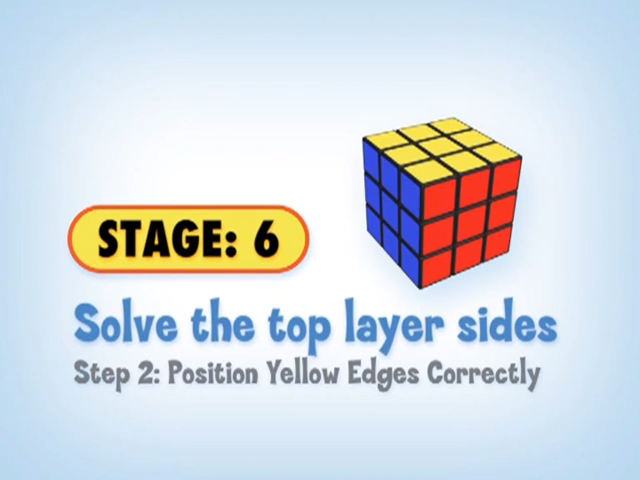 STAGE: 6
Solve the top layer sides
Step 2: Position Yellow Edges Correctly